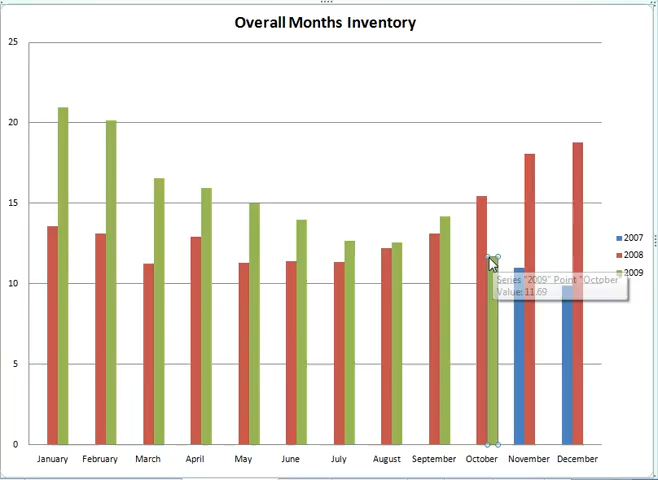 Overall Months Inventory
25
20
15
10
5
0
2007
2008
2009
Series "2009" Point "October"
Value: 11.69
January February March April May June July August September October November December